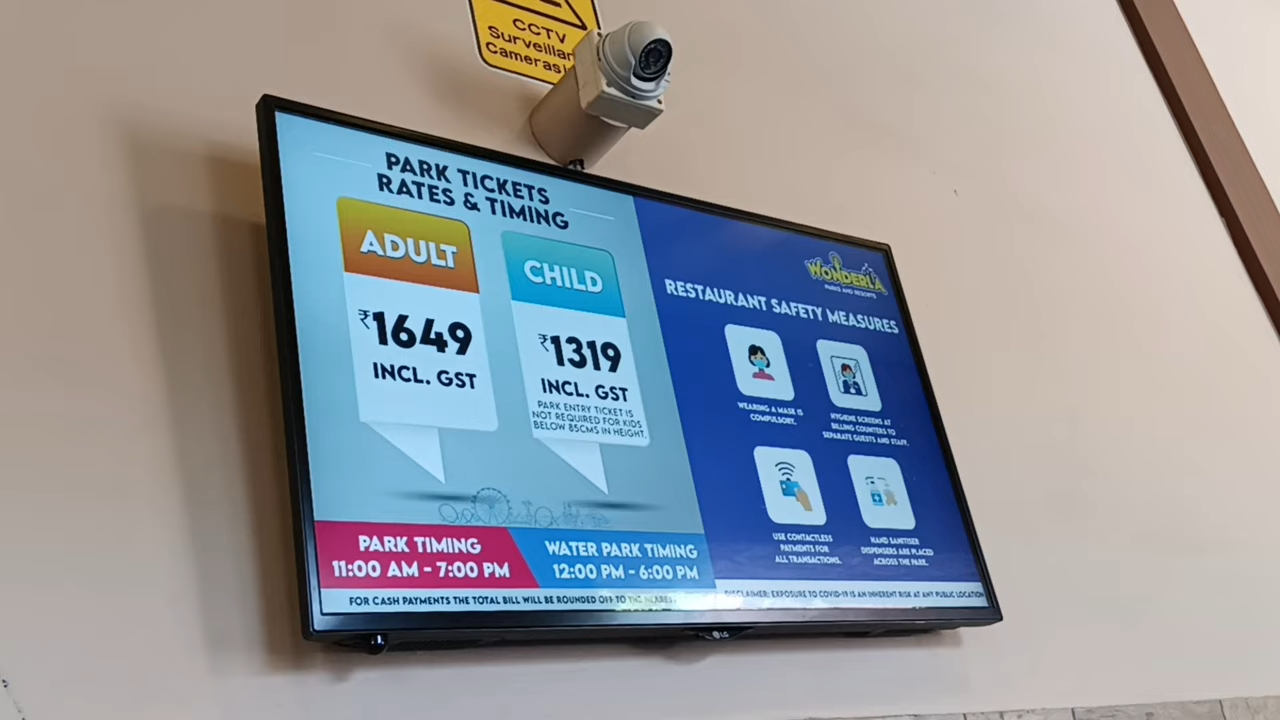 CCTV
Surveillan
Cameras
PARK TICKETS
RATES & TIMING
ADULT
₹1649
INCL. GST
CHILD
₹1319
INCL. GST
PARK ENTRY TICKET IS
NOT REQUIRED FOR KIDS
BELOW 85CMS IN HEIGHT.
PARK TIMING
11:00 AM - 7:00 PM
WATER PARK TIMING
12:00 PM - 6:00 PM
FOR CASH PAYMENTS THE TOTAL BILL WILL BE ROUNDED OFF TO THE NEARES
WONDERLA
PARKS AND RESORTS
RESTAURANT SAFETY MEASURES
WEARING A MASK IS
COMPULSORY.
HYGIENE SCREENS AT
BILLING COUNTERS TO
SEPARATE GUESTS AND STAFF.
USE CONTACTLESS
PAYMENTS FOR
ALL TRANSACTIONS.
HAND SANITISER
DISPENSERS ARE PLACED
ACROSS THE PARK.
DISCLAIMER: EXPOSURE TO COVID-19 IS AN INHERENT RISK AT ANY PUBLIC LOCATION
LG